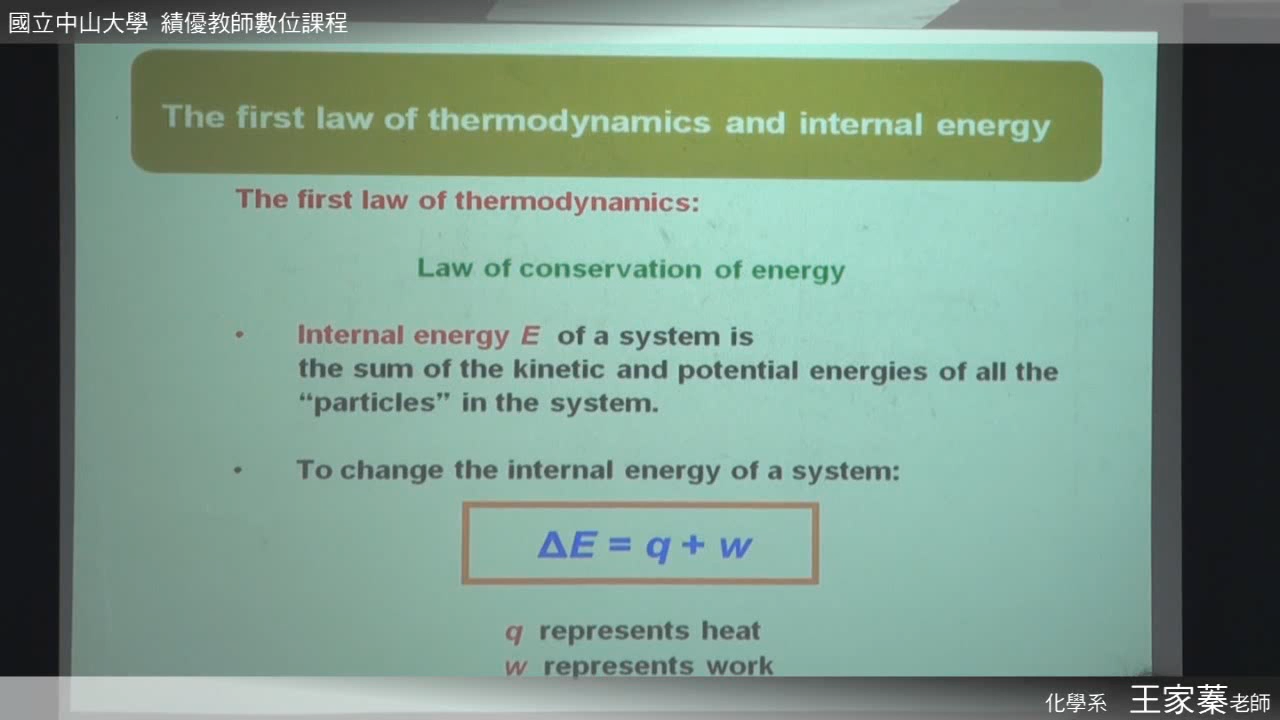 國立中山大學 績優教師數位課程
The first law of thermodynamics and internal energy
The first law of thermodynamics:
Law of conservation of energy
• Internal energy E of a system is
the sum of the kinetic and potential energies of all the
“particles” in the system.
• To change the internal energy of a system:
ΔE = q + w
q represents heat
w represents work
化學系 王家蓁老師